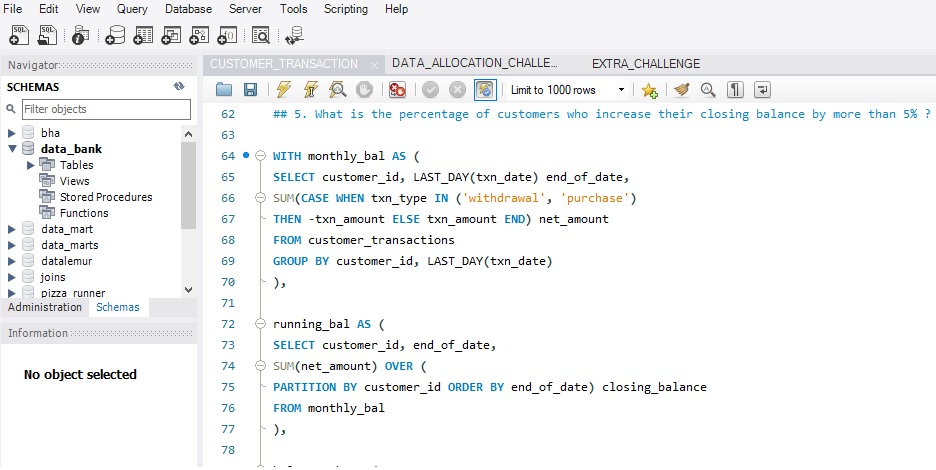 File Edit View Query Database Server Tools Scripting Help
Navigator
SCHEMAS
Filter objects
bha
data_bank
Tables
Views
Stored Procedures
Functions
data_mart
data_marts
datalemur
joins
pizza_runner
Administration Schemas
Information
No object selected
CUSTOMER_TRANSACTION × DATA_ALLOCATION_CHALLE... EXTRA_CHALLENGE
Limit to 1000 rows
62 ## 5. What is the percentage of customers who increase their closing balance by more than 5% ?
63
64 WITH monthly_bal AS (
65 SELECT customer_id, LAST_DAY(txn_date) end_of_date,
66 SUM(CASE WHEN txn_type IN ('withdrawal', 'purchase')
67 THEN -txn_amount ELSE txn_amount END) net_amount
68 FROM customer_transactions
69 GROUP BY customer_id, LAST_DAY(txn_date)
70 ),
71
72 running_bal AS (
73 SELECT customer_id, end_of_date,
74 SUM(net_amount) OVER (
75 PARTITION BY customer_id ORDER BY end_of_date) closing_balance
76 FROM monthly_bal
77 ),
78